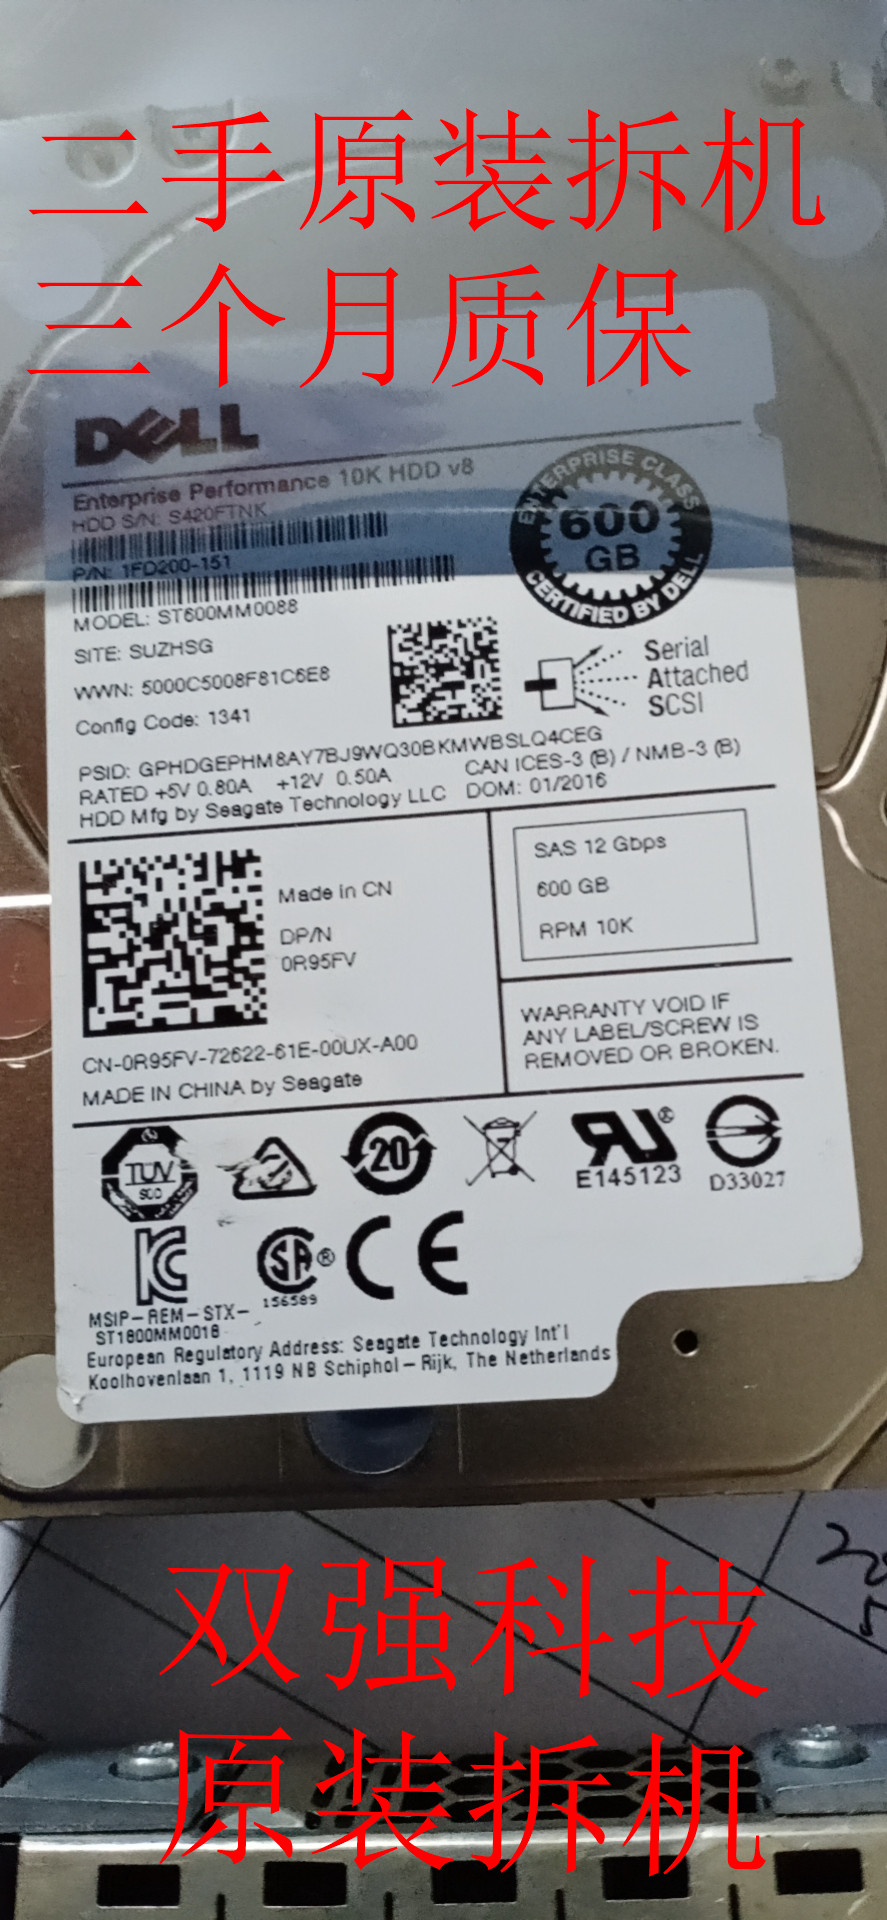 二手原装拆机
三个月质保
DELL
Enterprise Performance 10K HDD v8
HDD S/N: S420FTNK
P/N: 1FD200-151
MODEL: ST600MM0088
SITE: SUZHSG
WWN: 5000C5008F81C6E8
Config Code: 1341
ENTERPRISE CLASS
600
GB
CERTIFIED BY DELL
Serial
Attached
SCSI
PSID: GPHDGEPHM8AY7BJ9WQ30BKMWBSLQ4CEG
RATED +5V 0.80A +12V 0.50A
CAN ICES-3 (B) / NMB-3 (B)
HDD Mfg by Seagate Technology LLC
DOM: 01/2016
Made in CN
DP/N
0R95FV
CN-0R95FV-72622-61E-00UX-A00
MADE IN CHINA by Seagate
SAS 12 Gbps
600 GB
RPM 10K
WARRANTY VOID IF
ANY LABEL/SCREW IS
REMOVED OR BROKEN.
TUV
20
E145123
D33027
SA®
156589
CE
MSIP-REM-STX-
ST1800MM0018
European Regulatory Address: Seagate Technology Int'l
Koolhovenlaan 1, 1119 NB Schiphol-Rijk, The Netherlands
双强科技
原装拆机